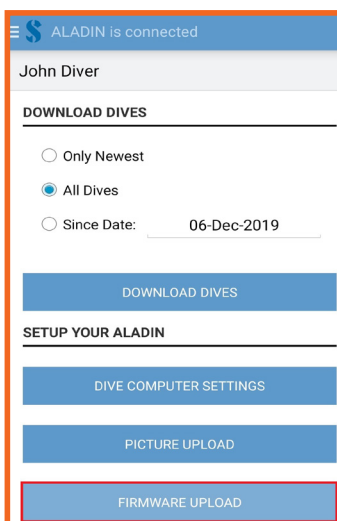 ALADIN is connected
John Diver
DOWNLOAD DIVES
Only Newest
All Dives
Since Date: 06-Dec-2019
DOWNLOAD DIVES
SETUP YOUR ALADIN
DIVE COMPUTER SETTINGS
PICTURE UPLOAD
FIRMWARE UPLOAD